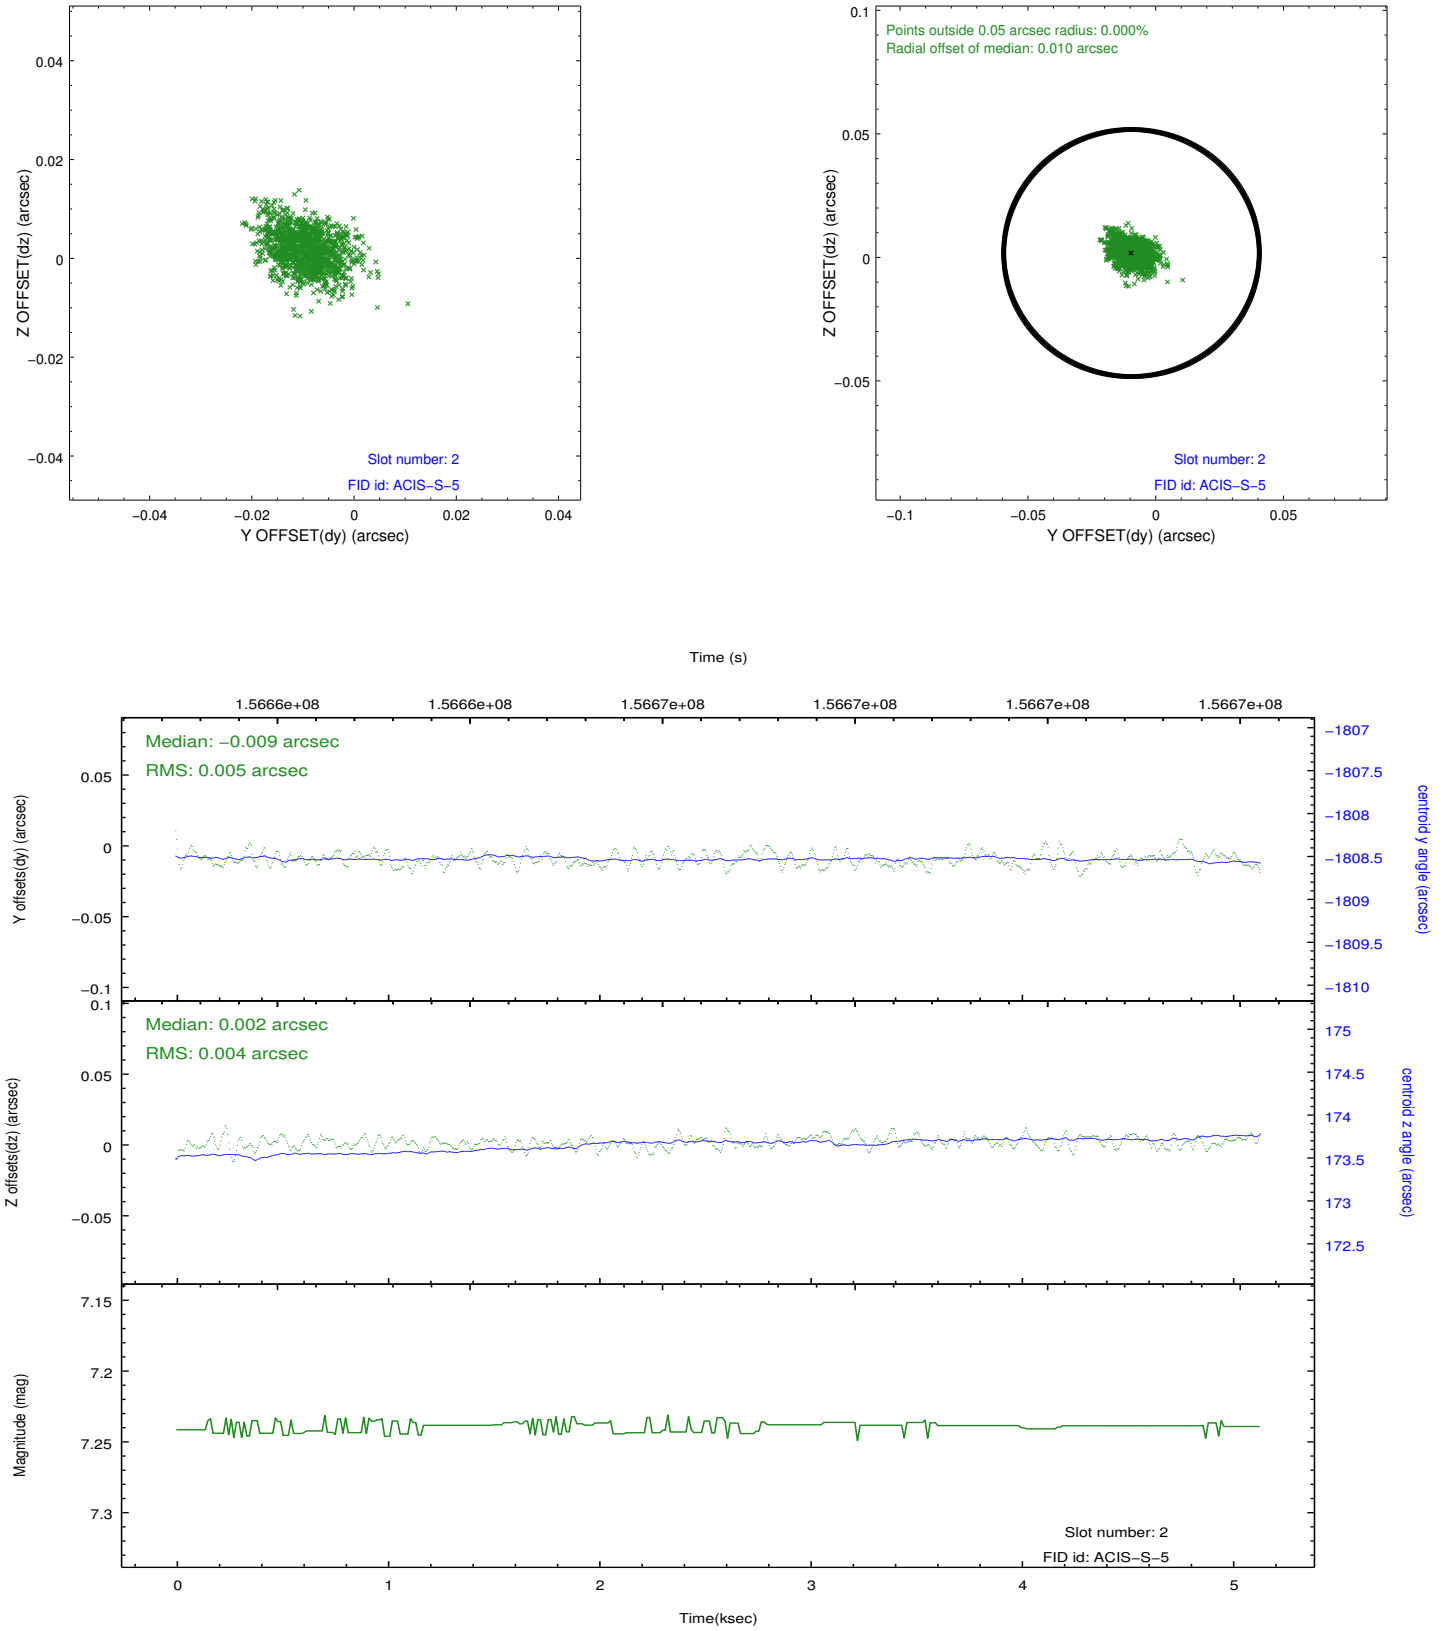 0.04
0.02
0
−0.02
−0.04
Z OFFSET(dz) (arcsec)
Slot number: 2
FID id: ACIS−S−5
−0.04
−0.02
0
0.02
0.04
Y OFFSET(dy) (arcsec)
0.1
0.05
0
−0.05
Z OFFSET(dz) (arcsec)
Points outside 0.05 arcsec radius: 0.000%
Radial offset of median: 0.010 arcsec
Slot number: 2
FID id: ACIS−S−5
−0.1
−0.05
0
0.05
Y OFFSET(dy) (arcsec)
Time (s)
1.5666e+08
1.5666e+08
1.5667e+08
1.5667e+08
1.5667e+08
1.5667e+08
Median: −0.009 arcsec
RMS: 0.005 arcsec
0.05
0
−0.05
−0.1
Y offsets(dy) (arcsec)
−1807
−1807.5
−1808
−1808.5
−1809
−1809.5
−1810
centroid y angle (arcsec)
Median: 0.002 arcsec
RMS: 0.004 arcsec
0.1
0.05
0
−0.05
Z offsets(dz) (arcsec)
175
174.5
174
173.5
173
172.5
centroid z angle (arcsec)
7.15
7.2
7.25
7.3
Magnitude (mag)
Slot number: 2
FID id: ACIS−S−5
0
1
2
3
4
5
Time(ksec)